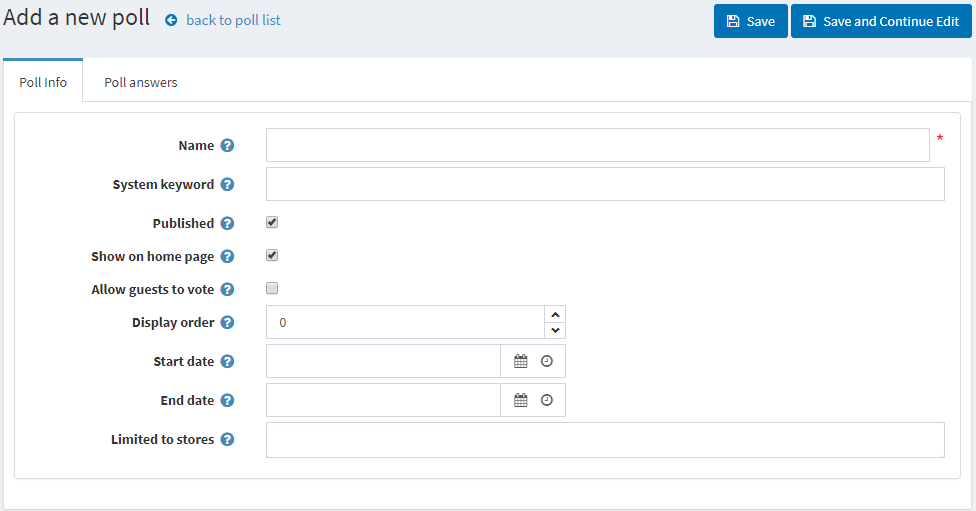 Add a new poll back to poll list Save Save and Continue Edit
Poll Info Poll answers
Name *
System keyword
Published
Show on home page
Allow guests to vote
Display order 0
Start date
End date
Limited to stores